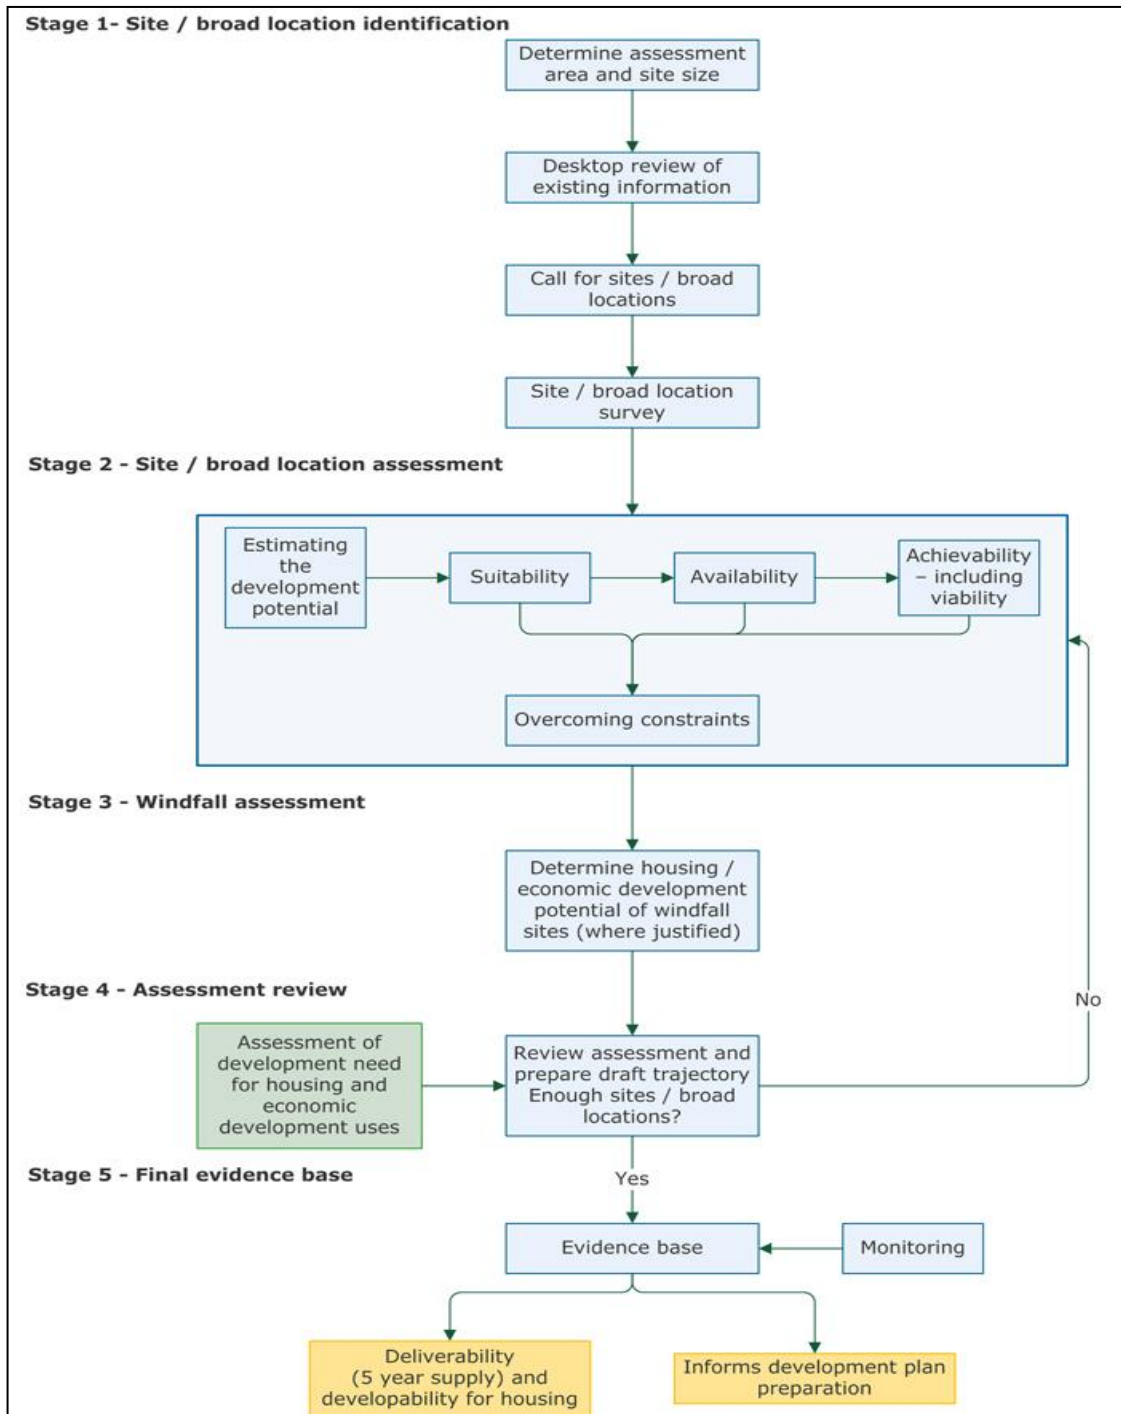 Stage 1- Site / broad location identification
Determine assessment
area and site size
Desktop review of
existing information
Call for sites / broad
locations
Site / broad location
survey
Stage 2 - Site / broad location assessment
Estimating
the
development
potential
Suitability
Availability
Achievability
– including
viability
Overcoming constraints
Stage 3 - Windfall assessment
Determine housing /
economic development
potential of windfall
sites (where justified)
Stage 4 - Assessment review
No
Assessment of
development need
for housing and
economic
development uses
Review assessment and
prepare draft trajectory
Enough sites / broad
locations?
Stage 5 - Final evidence base
Yes
Evidence base
Monitoring
Deliverability
(5 year supply) and
developability for housing
Informs development plan
preparation